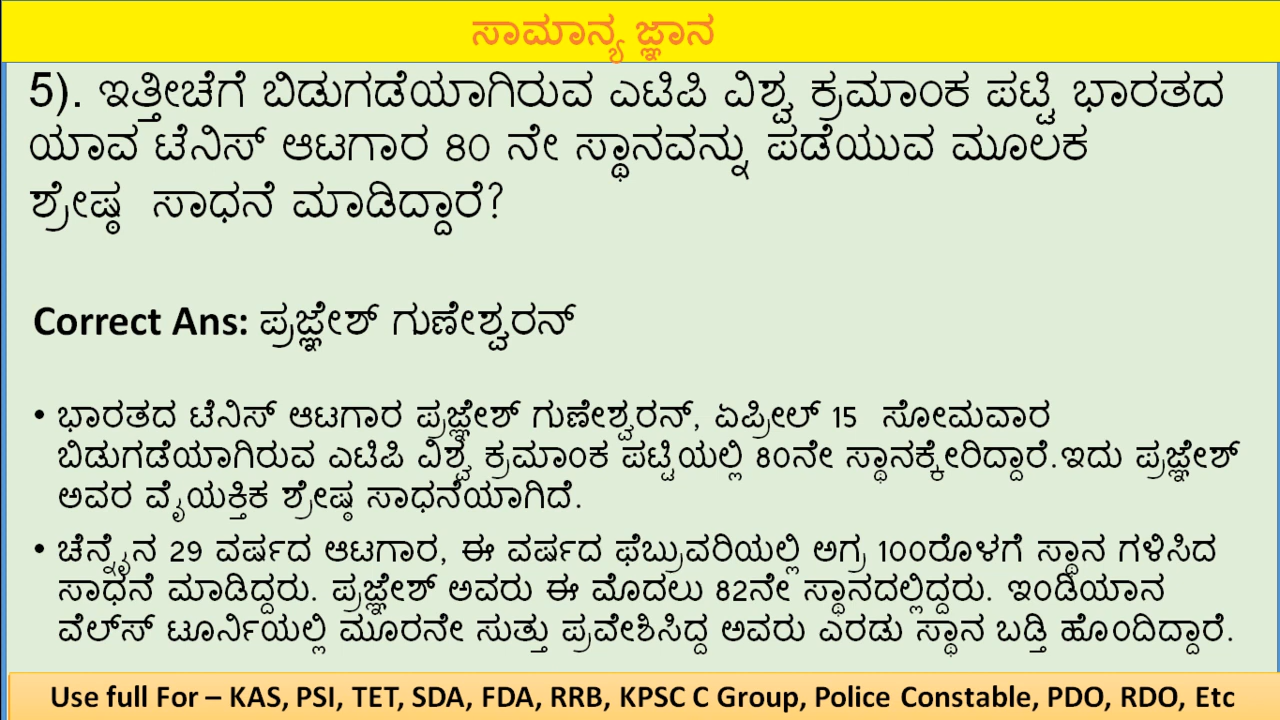 ಸಾಮಾನ್ಯ ಜ್ಞಾನ
5). ಇತ್ತೀಚೆಗೆ ಬಿಡುಗಡೆಯಾಗಿರುವ ಎಟಿಪಿ ವಿಶ್ವ ಕ್ರಮಾಂಕ ಪಟ್ಟಿ ಭಾರತದ
ಯಾವ ಟೆನಿಸ್ ಆಟಗಾರ 80 ನೇ ಸ್ಥಾನವನ್ನು ಪಡೆಯುವ ಮೂಲಕ
ಶ್ರೇಷ್ಠ ಸಾಧನೆ ಮಾಡಿದ್ದಾರೆ?
Correct Ans: ಪ್ರಜ್ಞೇಶ್ ಗುಣೇಶ್ವರನ್
• ಭಾರತದ ಟೆನಿಸ್ ಆಟಗಾರ ಪ್ರಜ್ಞೇಶ್ ಗುಣೇಶ್ವರನ್, ಏಪ್ರೀಲ್ 15 ಸೋಮವಾರ
ಬಿಡುಗಡೆಯಾಗಿರುವ ಎಟಿಪಿ ವಿಶ್ವ ಕ್ರಮಾಂಕ ಪಟ್ಟಿಯಲ್ಲಿ 80ನೇ ಸ್ಥಾನಕ್ಕೇರಿದ್ದಾರೆ.ಇದು ಪ್ರಜ್ಞೇಶ್
ಅವರ ವೈಯಕ್ತಿಕ ಶ್ರೇಷ್ಠ ಸಾಧನೆಯಾಗಿದೆ.
• ಚೆನ್ನೈನ 29 ವರ್ಷದ ಆಟಗಾರ, ಈ ವರ್ಷದ ಫೆಬ್ರುವರಿಯಲ್ಲಿ ಅಗ್ರ 100ರೊಳಗೆ ಸ್ಥಾನ ಗಳಿಸಿದ
ಸಾಧನೆ ಮಾಡಿದ್ದರು. ಪ್ರಜ್ಞೇಶ್ ಅವರು ಈ ಮೊದಲು 82ನೇ ಸ್ಥಾನದಲ್ಲಿದ್ದರು. ಇಂಡಿಯಾನ
ವೆಲ್ಸ್ ಟೂರ್ನಿಯಲ್ಲಿ ಮೂರನೇ ಸುತ್ತು ಪ್ರವೇಶಿಸಿದ್ದ ಅವರು ಎರಡು ಸ್ಥಾನ ಬಡ್ತಿ ಹೊಂದಿದ್ದಾರೆ.
Use full For – KAS, PSI, TET, SDA, FDA, RRB, KPSC C Group, Police Constable, PDO, RDO, Etc